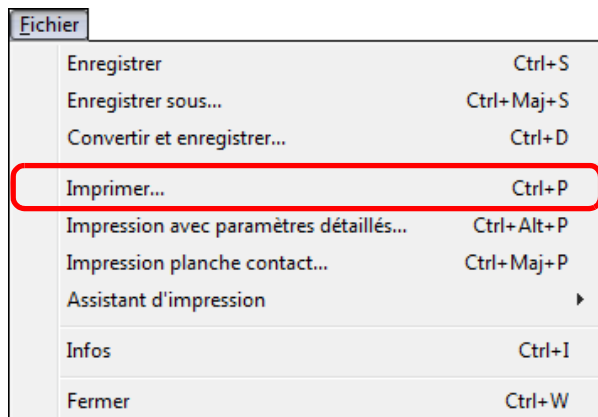 Fichier
Enregistrer Ctrl+S
Enregistrer sous... Ctrl+Maj+S
Convertir et enregistrer... Ctrl+D
Imprimer... Ctrl+P
Impression avec paramètres détaillés... Ctrl+Alt+P
Impression planche contact... Ctrl+Maj+P
Assistant d'impression
Infos Ctrl+I
Fermer Ctrl+W